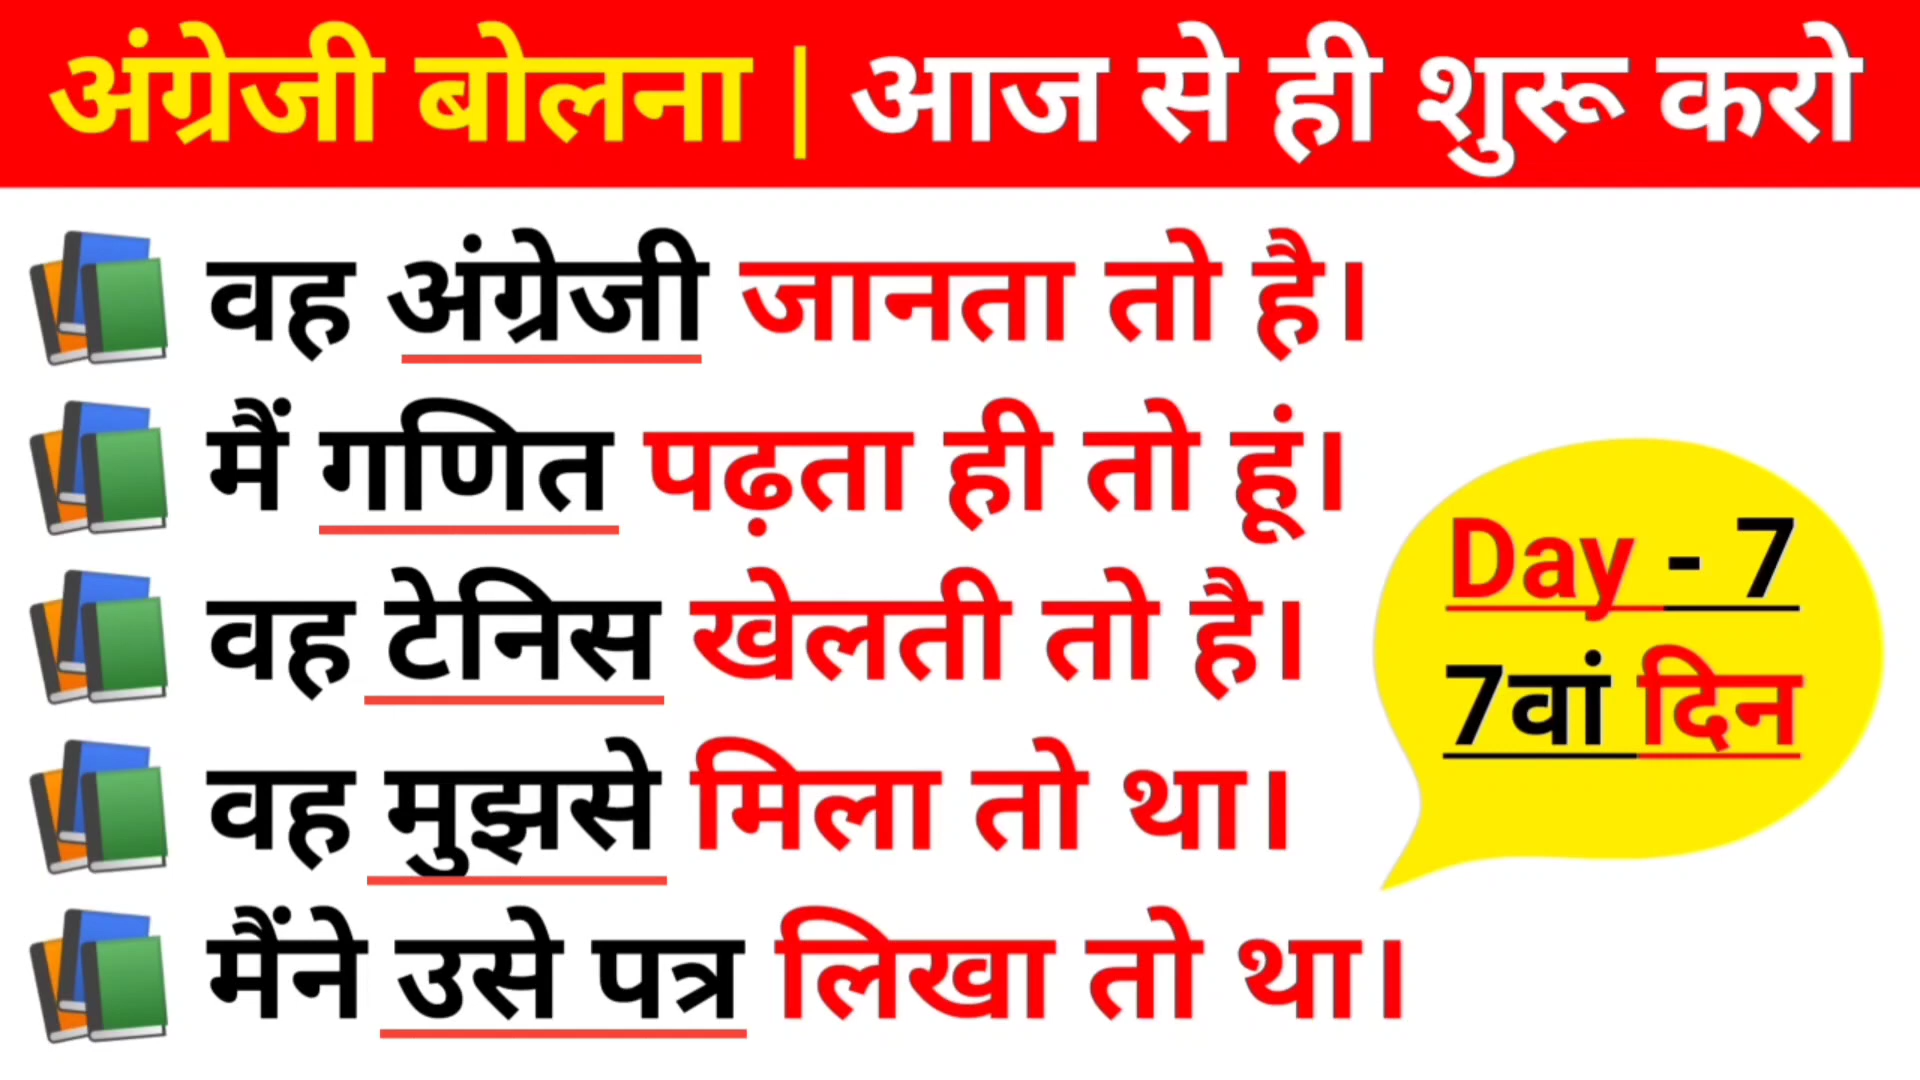 अंग्रेजी बोलना | आज से ही शुरू करो
वह अंग्रेजी जानता तो है।
मैं गणित पढ़ता ही तो हूं।
वह टेनिस खेलती तो है।
वह मुझसे मिला तो था।
मैंने उसे पत्र लिखा तो था।
Day - 7
7वां दिन